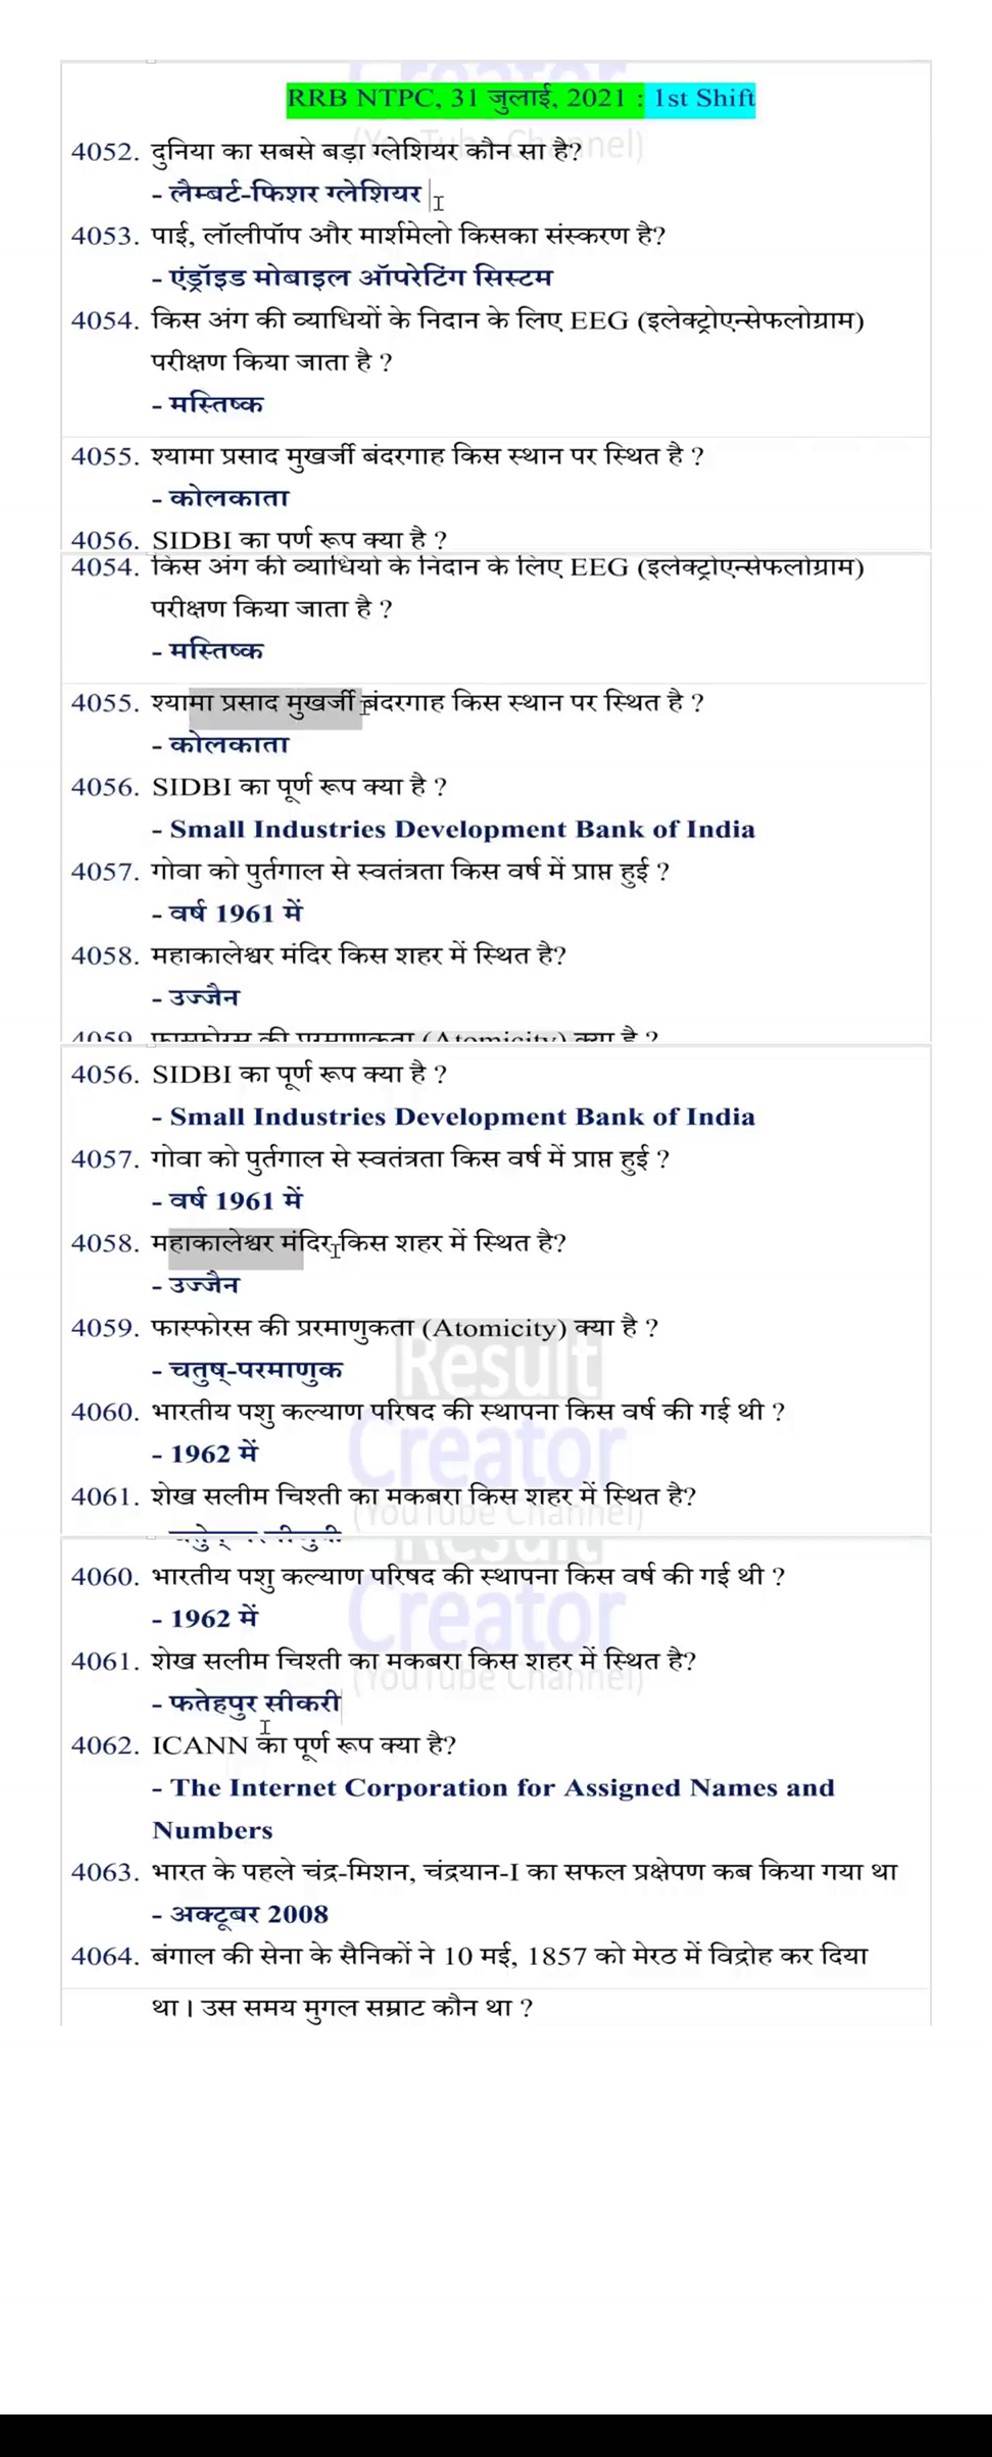 RRB NTPC, 31 जुलाई, 2021 : 1st Shift
(YouTube Channel)
4052. दुनिया का सबसे बड़ा ग्लेशियर कौन सा है?
- लैम्बर्ट-फिशर ग्लेशियर
4053. पाई, लॉलीपॉप और मार्शमेलो किसका संस्करण है?
- एंड्रॉइड मोबाइल ऑपरेटिंग सिस्टम
4054. किस अंग की व्याधियों के निदान के लिए EEG (इलेक्ट्रोएन्सेफलोग्राम)
परीक्षण किया जाता है ?
- मस्तिष्क
4055. श्यामा प्रसाद मुखर्जी बंदरगाह किस स्थान पर स्थित है ?
- कोलकाता
4056. SIDBI का पूर्ण रूप क्या है ?
4054. किस अंग की व्याधियों के निदान के लिए EEG (इलेक्ट्रोएन्सेफलोग्राम)
परीक्षण किया जाता है ?
- मस्तिष्क
4055. श्यामा प्रसाद मुखर्जी बंदरगाह किस स्थान पर स्थित है ?
- कोलकाता
4056. SIDBI का पूर्ण रूप क्या है ?
- Small Industries Development Bank of India
4057. गोवा को पुर्तगाल से स्वतंत्रता किस वर्ष में प्राप्त हुई ?
- वर्ष 1961 में
4058. महाकालेश्वर मंदिर किस शहर में स्थित है?
- उज्जैन
4059. फास्फोरस की परमाणुकता (Atomicity) क्या है ?
4056. SIDBI का पूर्ण रूप क्या है ?
- Small Industries Development Bank of India
4057. गोवा को पुर्तगाल से स्वतंत्रता किस वर्ष में प्राप्त हुई ?
- वर्ष 1961 में
4058. महाकालेश्वर मंदिर किस शहर में स्थित है?
- उज्जैन
4059. फास्फोरस की प्ररमाणुकता (Atomicity) क्या है ?
Result
- चतुष्-परमाणुक
4060. भारतीय पशु कल्याण परिषद की स्थापना किस वर्ष की गई थी ?
Creator
- 1962 में
4061. शेख सलीम चिश्ती का मकबरा किस शहर में स्थित है?
(YouTube Channel)
Result
4060. भारतीय पशु कल्याण परिषद की स्थापना किस वर्ष की गई थी ?
Creator
- 1962 में
4061. शेख सलीम चिश्ती का मकबरा किस शहर में स्थित है?
(YouTube Channel)
- फतेहपुर सीकरी
4062. ICANN का पूर्ण रूप क्या है?
- The Internet Corporation for Assigned Names and
Numbers
4063. भारत के पहले चंद्र-मिशन, चंद्रयान-I का सफल प्रक्षेपण कब किया गया था
- अक्टूबर 2008
4064. बंगाल की सेना के सैनिकों ने 10 मई, 1857 को मेरठ में विद्रोह कर दिया
था । उस समय मुगल सम्राट कौन था ?